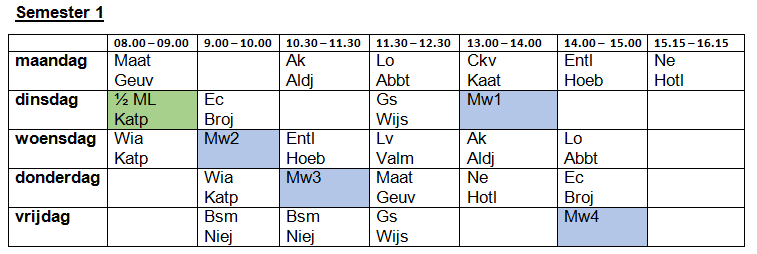 Semester 1
08.00 – 09.00 9.00 – 10.00 10.30 – 11.30 11.30 – 12.30 13.00 – 14.00 14.00 – 15.00 15.15 – 16.15
maandag Maat Ak Lo Ckv Entl Ne
Geuv Aldj Abbt Kaat Hoeb Hotl
dinsdag ½ ML Ec Gs Mw1
Katp Broj Wijs
woensdag Wia Mw2 Entl Lv Ak Lo
Katp Hoeb Valm Aldj Abbt
donderdag Wia Mw3 Maat Ne Ec
Katp Geuv Hotl Broj
vrijdag Bsm Bsm Gs Mw4
Niej Niej Wijs